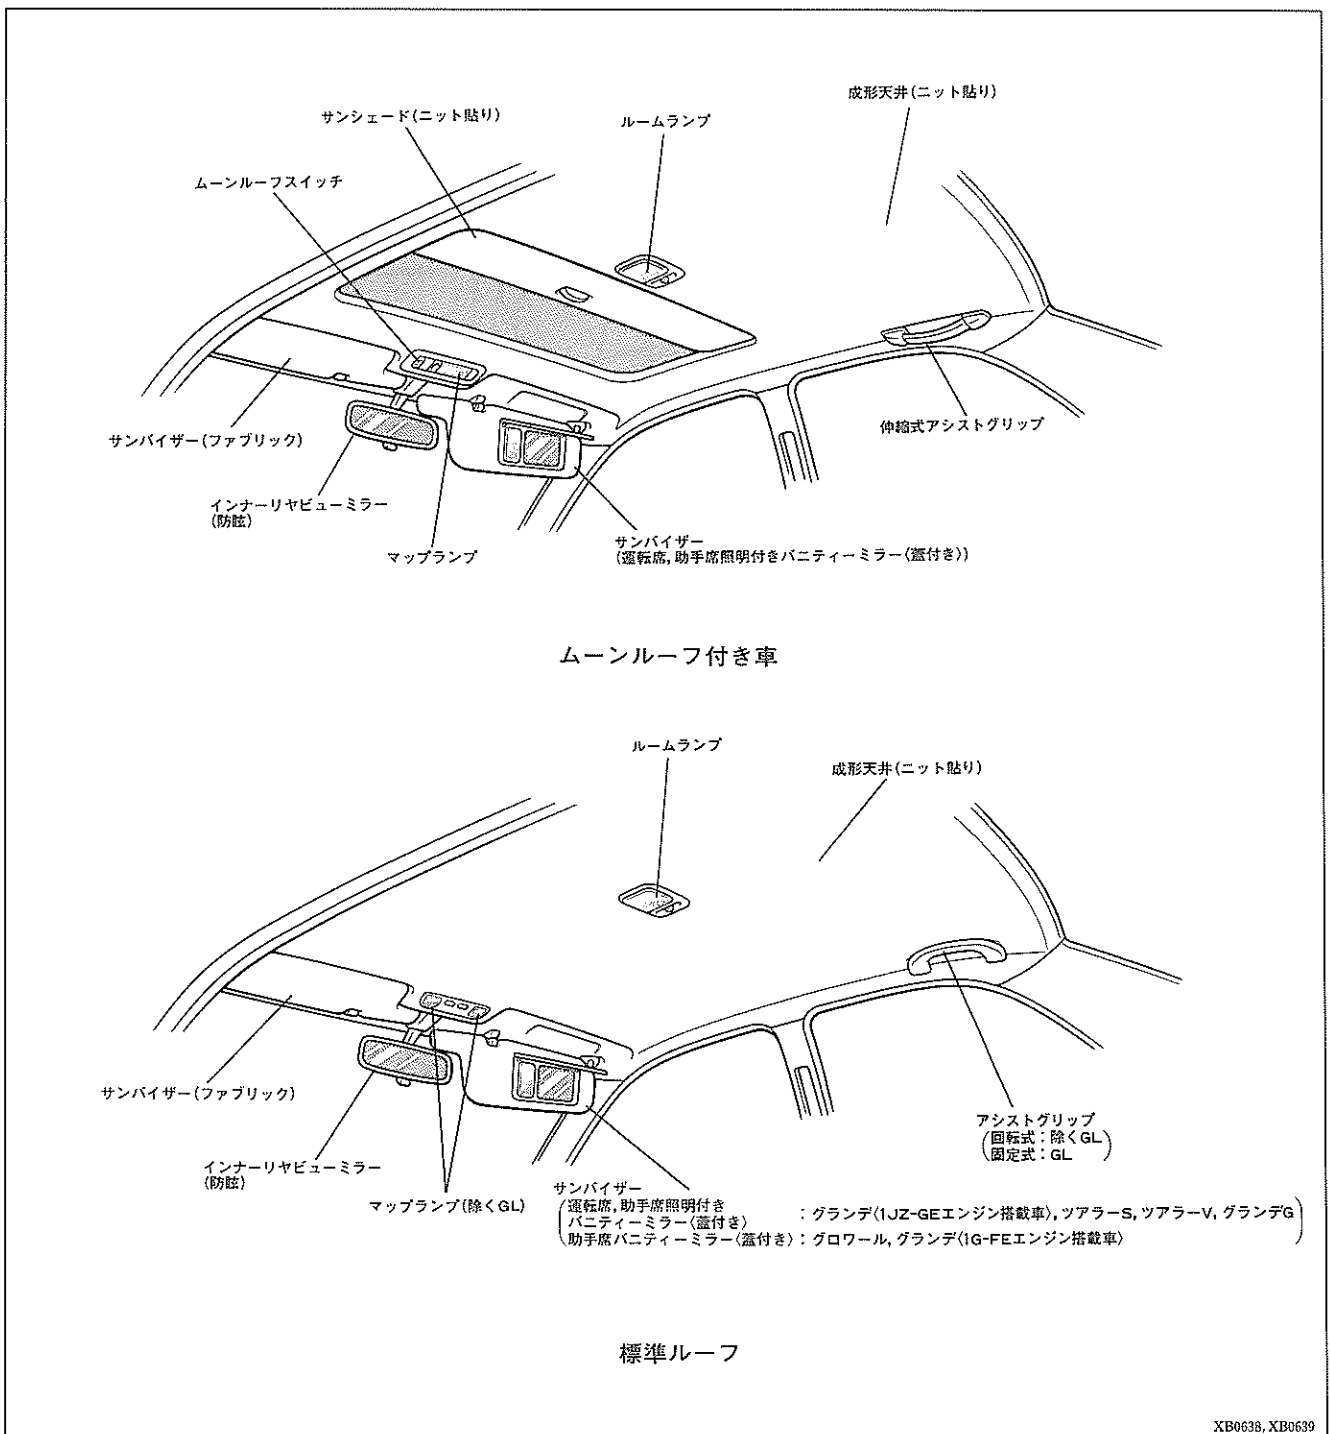 成形天井(ニット貼り)
サンシェード(ニット貼り)
ルームランプ
ムーンルーフスイッチ
サンバイザー(ファブリック)
伸縮式アシストグリップ
インナーリヤビューミラー
(防眩)
マップランプ
サンバイザー
(運転席,助手席照明付きバニティーミラー〈蓋付き〉)
ムーンルーフ付き車
ルームランプ
成形天井(ニット貼り)
サンバイザー(ファブリック)
アシストグリップ
(回転式:除くGL
固定式:GL)
インナーリヤビューミラー
(防眩)
マップランプ(除くGL)
サンバイザー
(運転席,助手席照明付き
バニティーミラー〈蓋付き〉 :グランデ〈1JZ-GEエンジン搭載車〉,ツアラーS,ツアラーV,グランデG
助手席バニティーミラー〈蓋付き〉:グロワール,グランデ〈1G-FEエンジン搭載車〉)
標準ルーフ
XB0638, XB0639